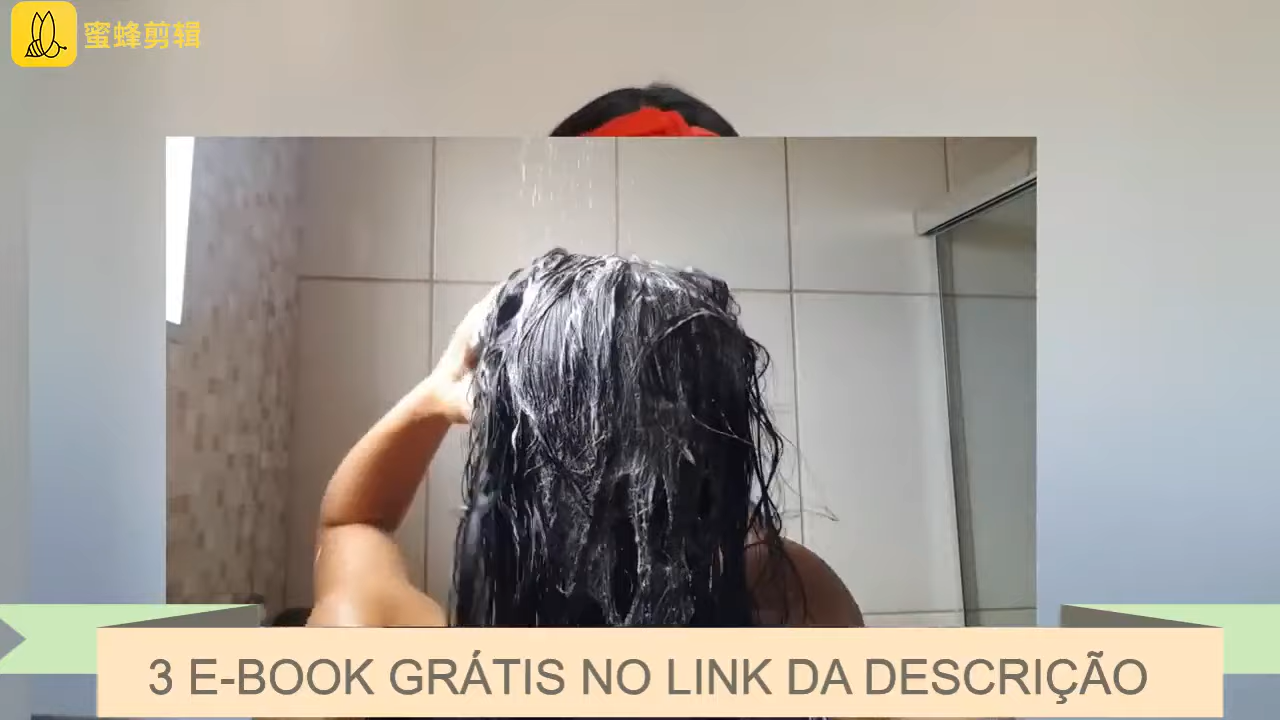 蜜蜂剪辑
3 E-BOOK GRÁTIS NO LINK DA DESCRIÇÃO